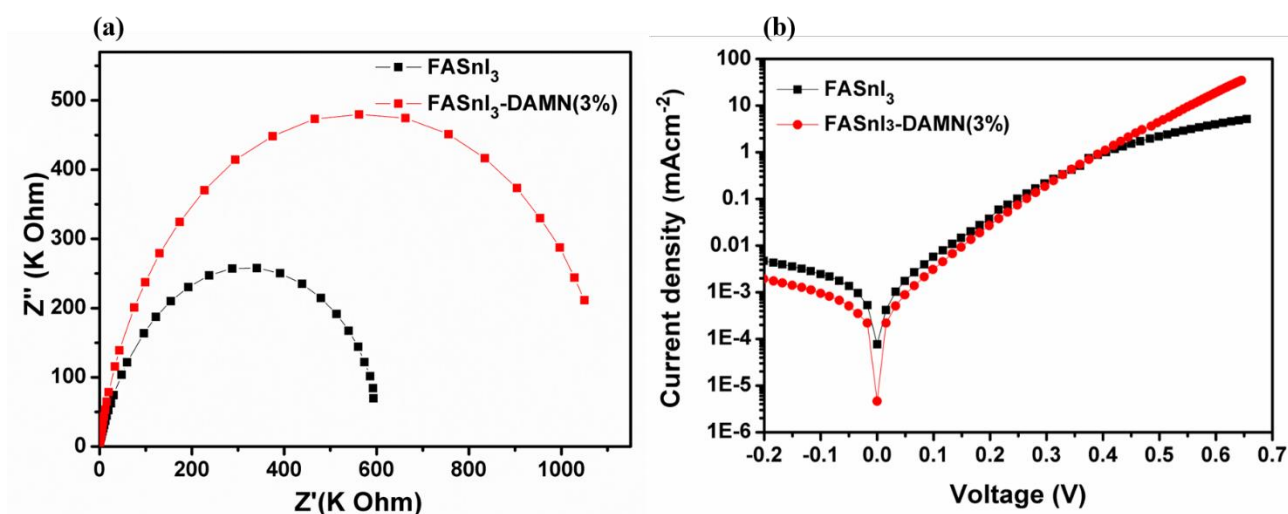 (a)
FASnI₃
FASnI₃-DAMN(3%)
500
400
300
200
100
0
Z'' (K Ohm)
0
200
400
600
800
1000
Z'(K Ohm)
(b)
FASnI₃
FASnI₃-DAMN(3%)
100
10
1
0.1
0.01
1E-3
1E-4
1E-5
1E-6
Current density (mAcm⁻²)
-0.2
-0.1
0.0
0.1
0.2
0.3
0.4
0.5
0.6
0.7
Voltage (V)